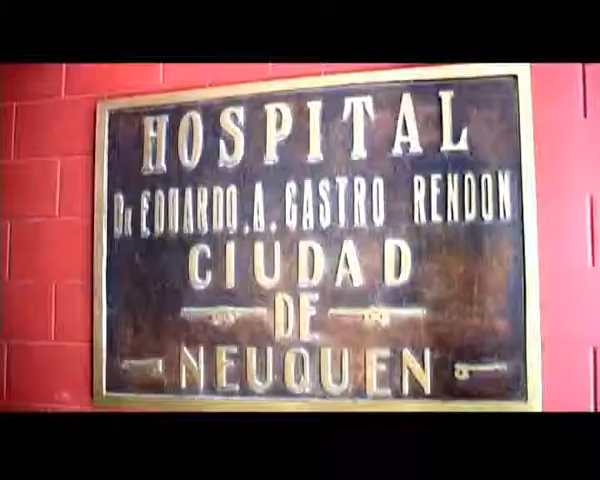 HOSPITAL
DR EDUARDO. A. CASTRO RENDON
CIUDAD
DE
NEUQUEN